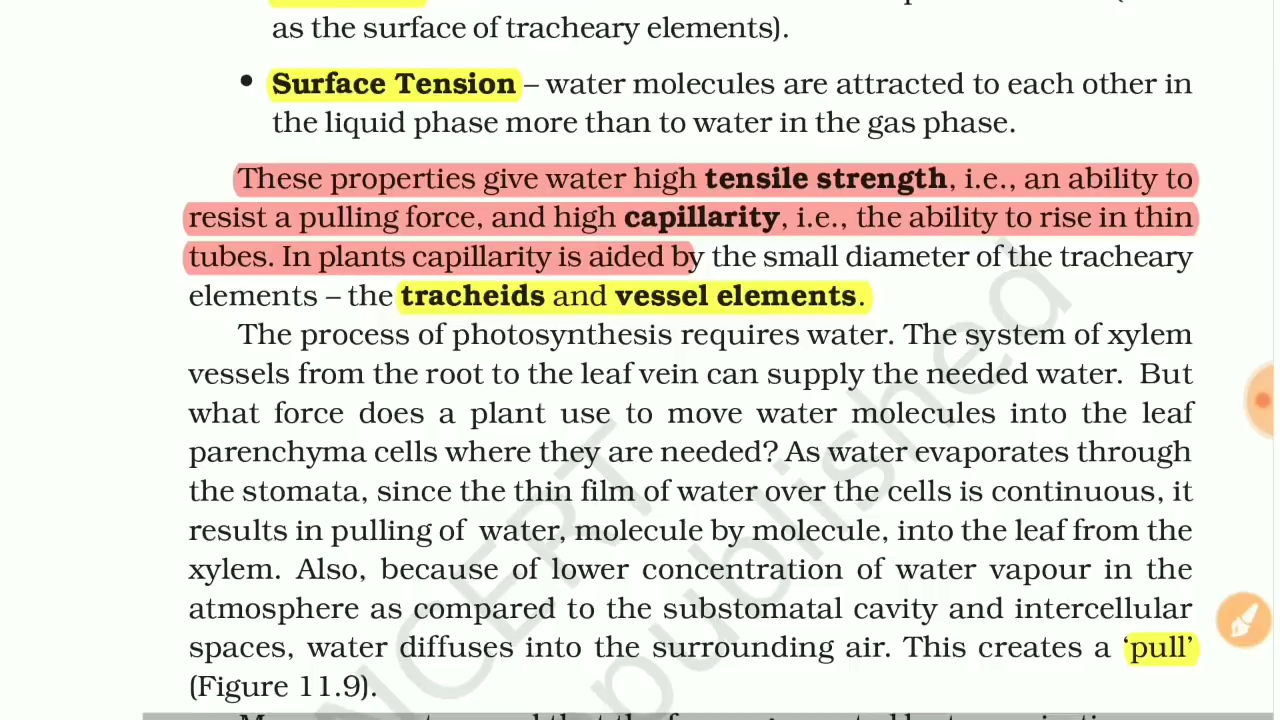 as the surface of tracheary elements).
• Surface Tension – water molecules are attracted to each other in
the liquid phase more than to water in the gas phase.
These properties give water high tensile strength, i.e., an ability to
resist a pulling force, and high capillarity, i.e., the ability to rise in thin
tubes. In plants capillarity is aided by the small diameter of the tracheary
elements – the tracheids and vessel elements.
The process of photosynthesis requires water. The system of xylem
vessels from the root to the leaf vein can supply the needed water. But
what force does a plant use to move water molecules into the leaf
parenchyma cells where they are needed? As water evaporates through
the stomata, since the thin film of water over the cells is continuous, it
results in pulling of water, molecule by molecule, into the leaf from the
xylem. Also, because of lower concentration of water vapour in the
atmosphere as compared to the substomatal cavity and intercellular
spaces, water diffuses into the surrounding air. This creates a ‘pull’
(Figure 11.9).
NCERT
published